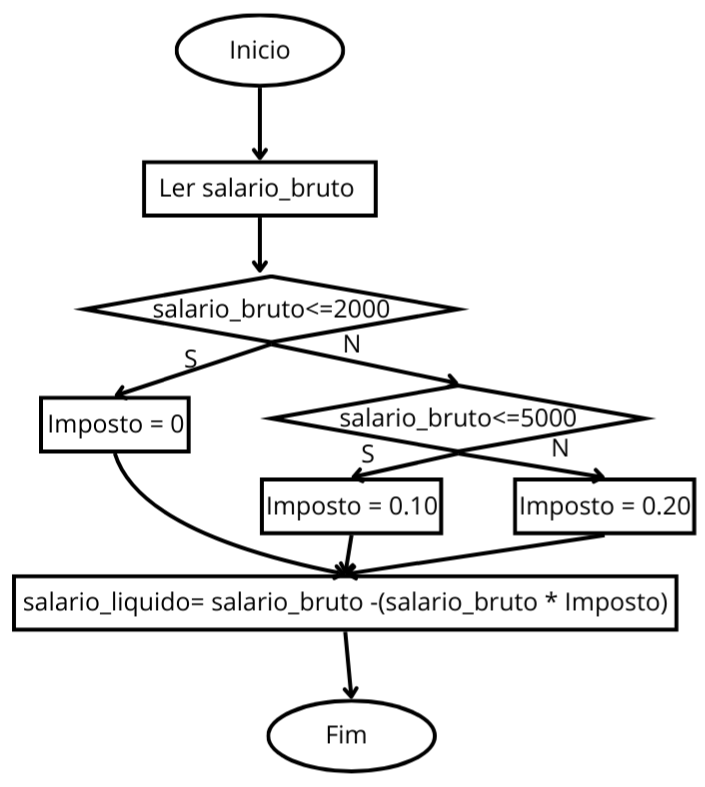 Inicio
Ler salario_bruto
salario_bruto<=2000
S
N
Imposto = 0
salario_bruto<=5000
S
N
Imposto = 0.10
Imposto = 0.20
salario_liquido= salario_bruto -(salario_bruto * Imposto)
Fim